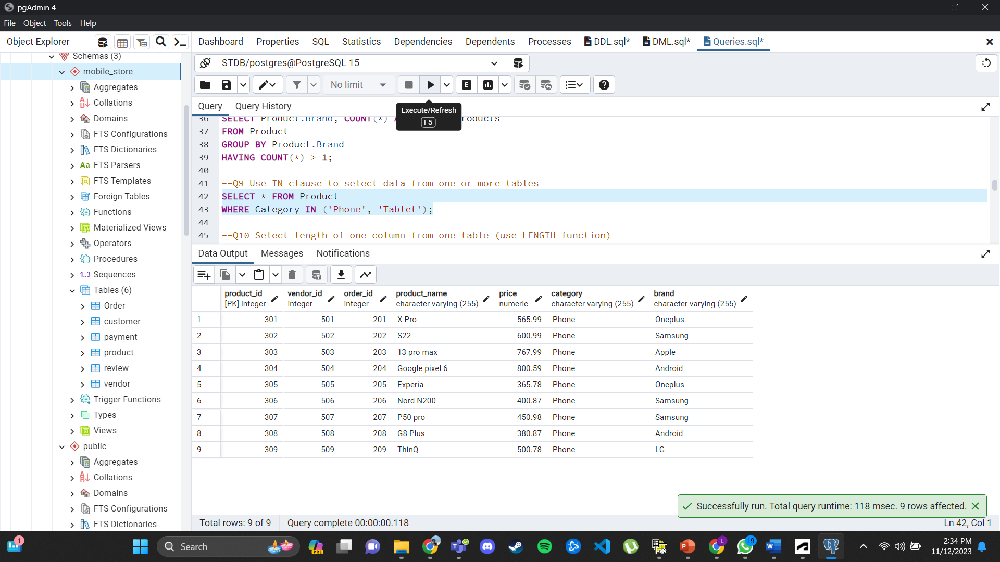 pgAdmin 4
File Object Tools Help
Object Explorer
Dashboard Properties SQL Statistics Dependencies Dependents Processes DDL.sql* DML.sql* Queries.sql*
Schemas (3)
mobile_store
Aggregates
Collations
Domains
FTS Configurations
FTS Dictionaries
FTS Parsers
FTS Templates
Foreign Tables
Functions
Materialized Views
Operators
Procedures
1..3 Sequences
Tables (6)
Order
customer
payment
product
review
vendor
Trigger Functions
Types
Views
public
Aggregates
Collations
Domains
FTS Configurations
FTS Dictionaries
STDB/postgres@PostgreSQL 15
No limit
E
Query Query History
Execute/Refresh
F5
36 SELECT Product.Brand, COUNT(*) roducts
37 FROM Product
38 GROUP BY Product.Brand
39 HAVING COUNT(*) > 1;
40
41 --Q9 Use IN clause to select data from one or more tables
42 SELECT * FROM Product
43 WHERE Category IN ('Phone', 'Tablet');
44
45 --Q10 Select length of one column from one table (use LENGTH function)
Data Output Messages Notifications
product_id vendor_id order_id product_name price category brand
[PK] integer integer integer character varying (255) numeric character varying (255) character varying (255)
1 301 501 201 X Pro 565.99 Phone Oneplus
2 302 502 202 S22 600.99 Phone Samsung
3 303 503 203 13 pro max 767.99 Phone Apple
4 304 504 204 Google pixel 6 800.59 Phone Android
5 305 505 205 Experia 365.78 Phone Oneplus
6 306 506 206 Nord N200 400.87 Phone Samsung
7 307 507 207 P50 pro 450.98 Phone Samsung
8 308 508 208 G8 Plus 380.87 Phone Android
9 309 509 209 ThinQ 500.78 Phone LG
Successfully run. Total query runtime: 118 msec. 9 rows affected.
Total rows: 9 of 9 Query complete 00:00:00.118 Ln 42, Col 1
1
Search
PRE
L
19
2:34 PM
11/12/2023